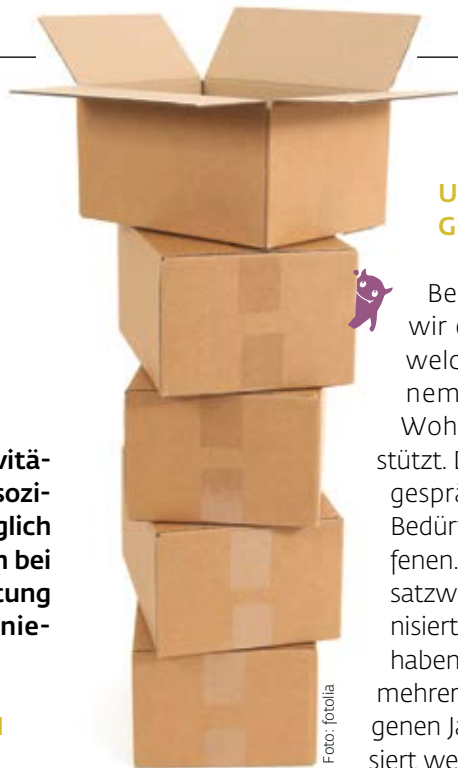 vitä-
sozi-
glich
n bei
tung
nie-
U
G
Be
wir
welc
nem
Woh
stützt. D
gesprä
Bedür
fenen.
satzw
nisiert
haben
mehrer
genen Ja
siert we
Foto: fotolia